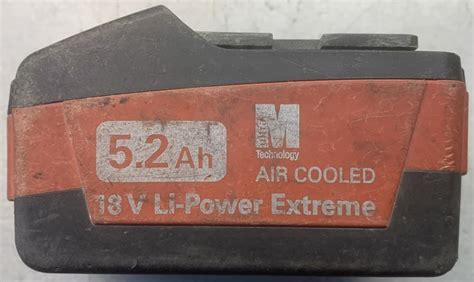 5.2 Ah
M
Technology
AIR COOLED
18 V Li-Power Extreme